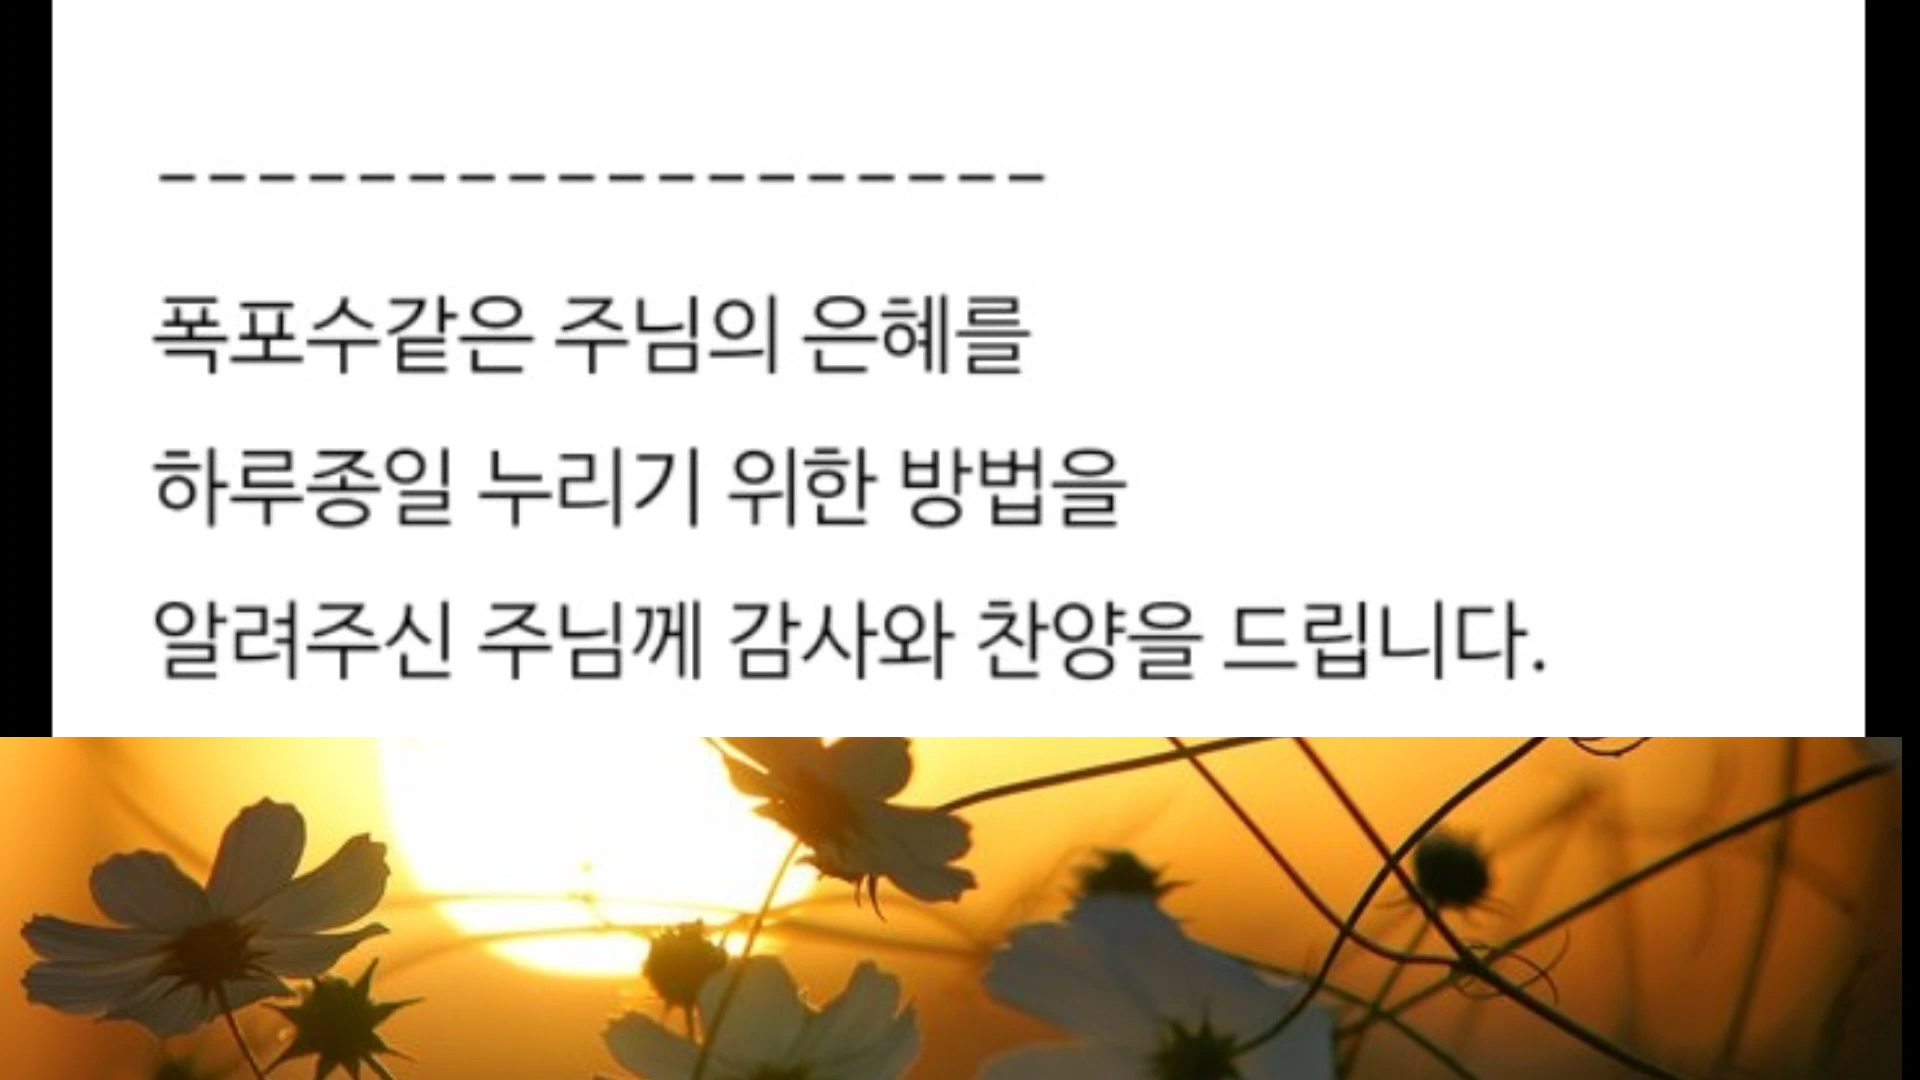 ------------------
폭포수같은 주님의 은혜를
하루종일 누리기 위한 방법을
알려주신 주님께 감사와 찬양을 드립니다.